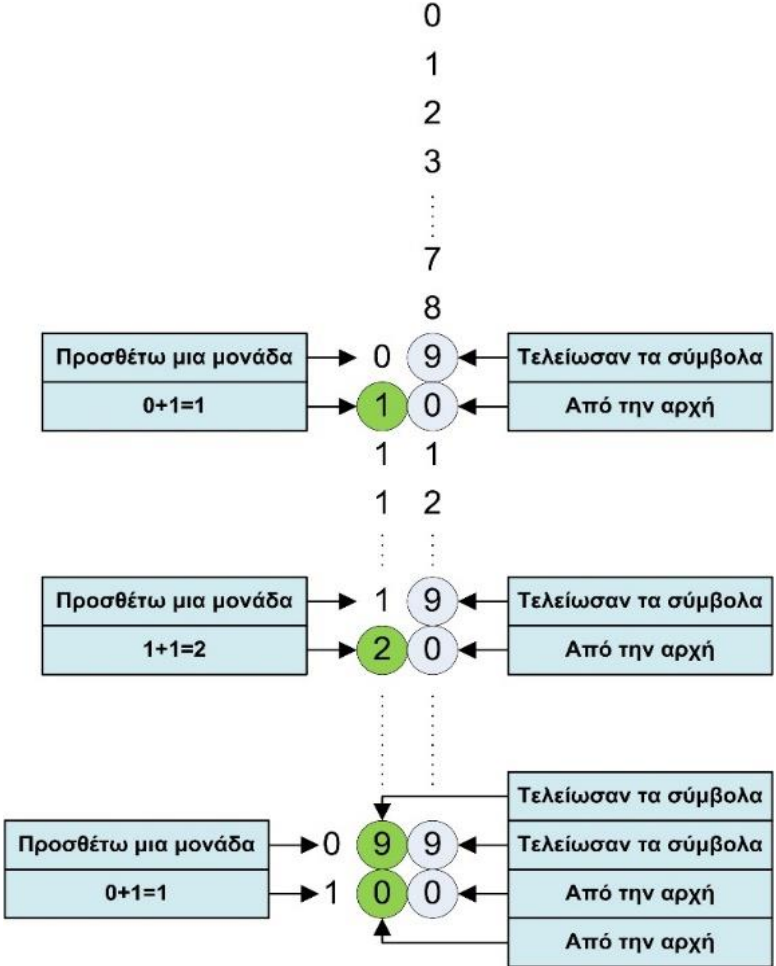 0
1
2
3
7
8
Προσθέτω μια μονάδα 0 9 Τελείωσαν τα σύμβολα
0+1=1 1 0 Από την αρχή
1 1
1 2
Προσθέτω μια μονάδα 1 9 Τελείωσαν τα σύμβολα
1+1=2 2 0 Από την αρχή
Τελείωσαν τα σύμβολα
Προσθέτω μια μονάδα 0 9 9 Τελείωσαν τα σύμβολα
0+1=1 1 0 0 Από την αρχή
Από την αρχή